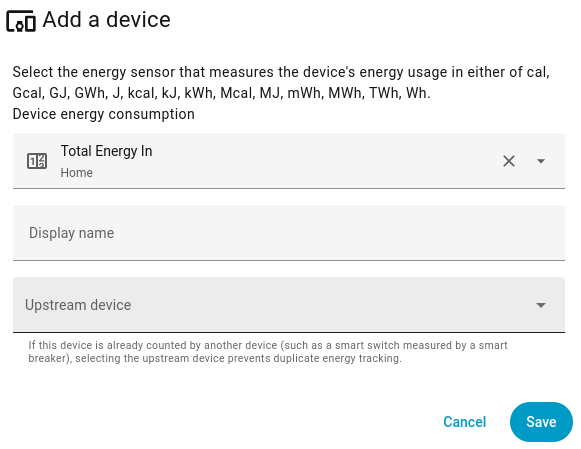 Add a device
Select the energy sensor that measures the device's energy usage in either of cal,
Gcal, GJ, GWh, J, kcal, kJ, kWh, Mcal, MJ, mWh, MWh, TWh, Wh.
Device energy consumption
Total Energy In
Home
Display name
Upstream device
If this device is already counted by another device (such as a smart switch measured by a smart
breaker), selecting the upstream device prevents duplicate energy tracking.
Cancel Save